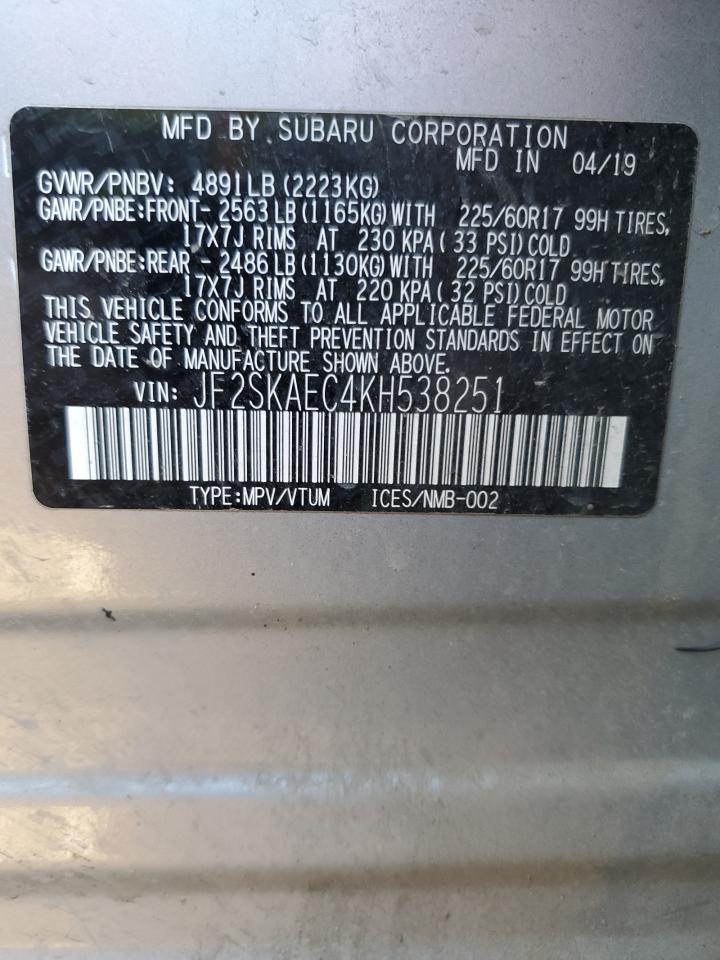 MFD BY SUBARU CORPORATION
MFD IN 04/19
GVWR/PNBV: 4891LB (2223KG)
GAWR/PNBE:FRONT- 2563 LB (1165KG) WITH 225/60R17 99H TIRES,
17X7J RIMS AT 230 KPA ( 33 PSI) COLD
GAWR/PNBE:REAR - 2486 LB (1130KG) WITH 225/60R17 99H TIRES,
17X7J RIMS AT 220 KPA ( 32 PSI) COLD
THIS VEHICLE CONFORMS TO ALL APPLICABLE FEDERAL MOTOR
VEHICLE SAFETY AND THEFT PREVENTION STANDARDS IN EFFECT ON
THE DATE OF MANUFACTURE SHOWN ABOVE.
VIN: JF2SKAEC4KH538251
TYPE:MPV/VTUM ICES/NMB-002